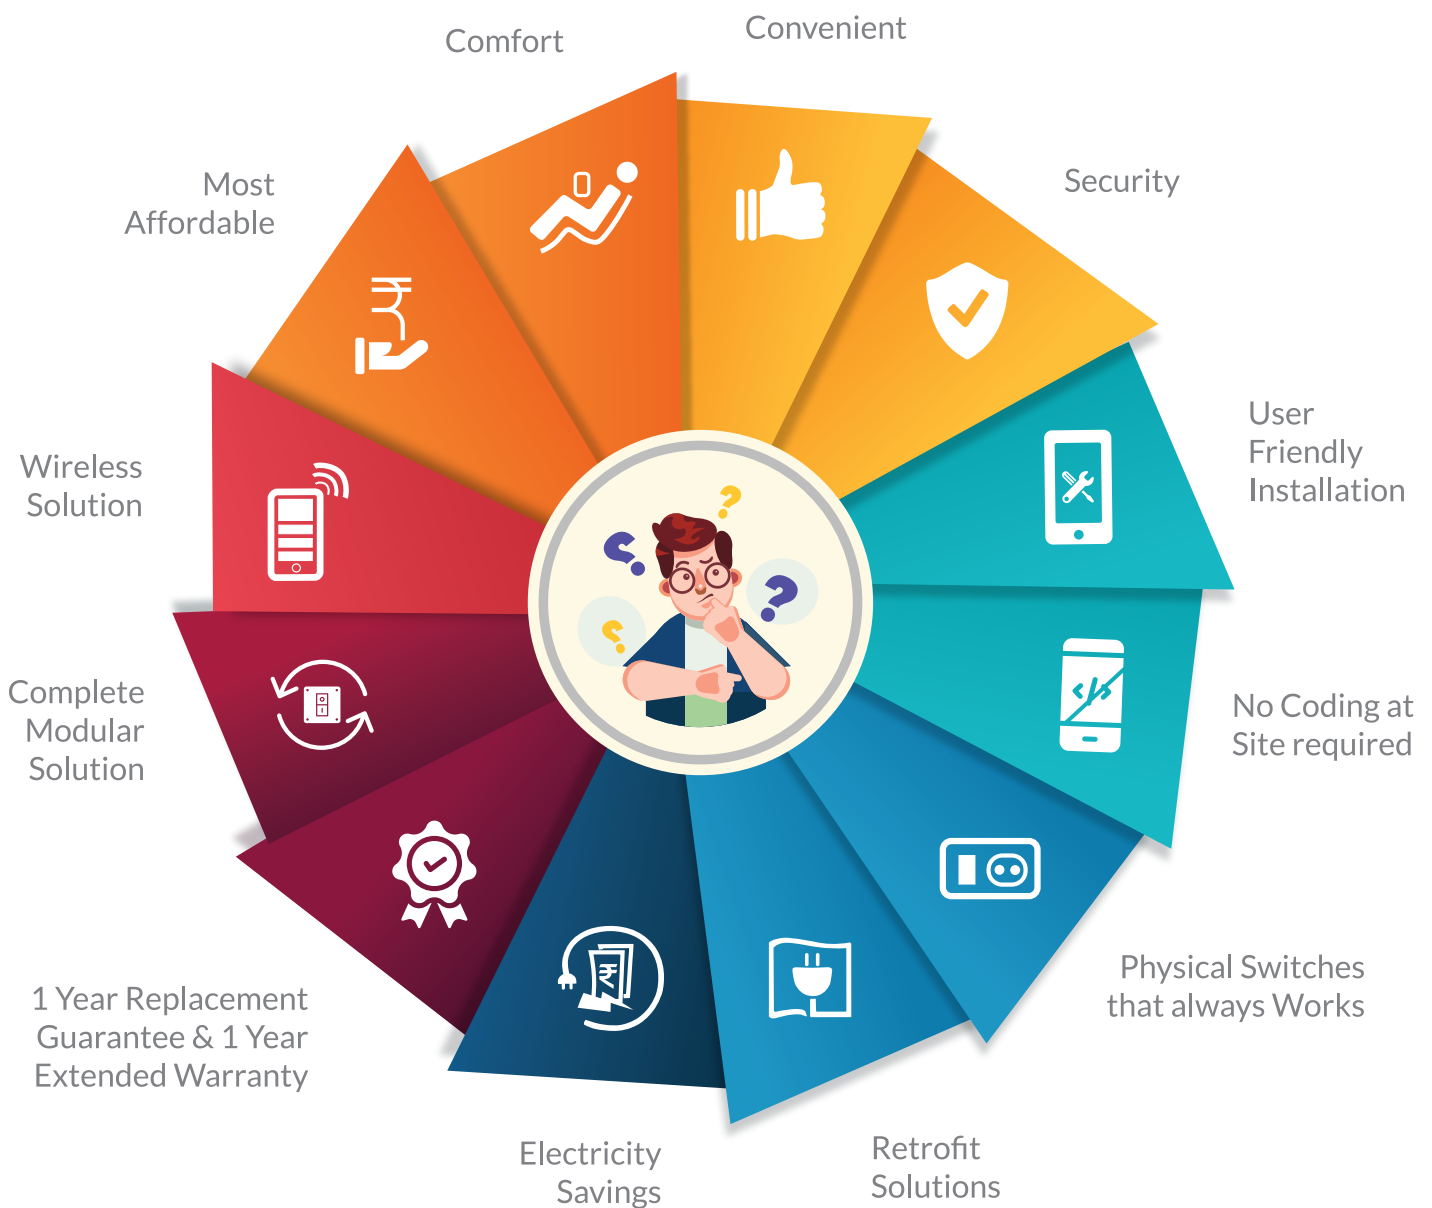 Comfort
Convenient
Security
User
Friendly
Installation
No Coding at
Site required
Physical Switches
that always Works
Retrofit
Solutions
Electricity
Savings
1 Year Replacement
Guarantee & 1 Year
Extended Warranty
Complete
Modular
Solution
Wireless
Solution
Most
Affordable